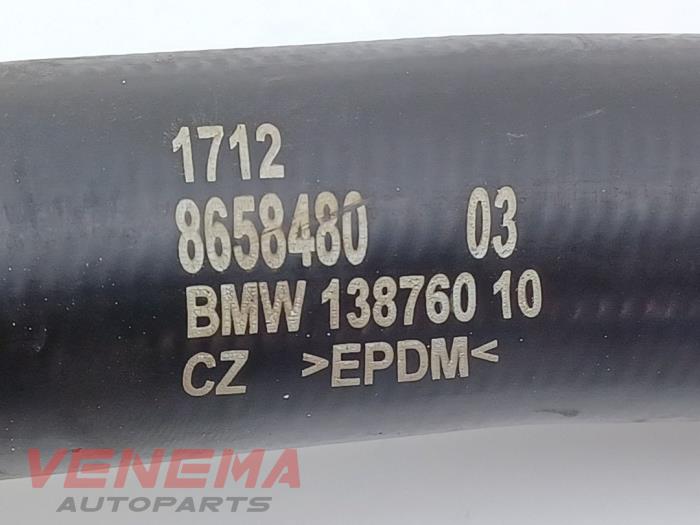 1712
8658480 03
BMW 138760 10
CZ >EPDM<
VENEMA
AUTOPARTS